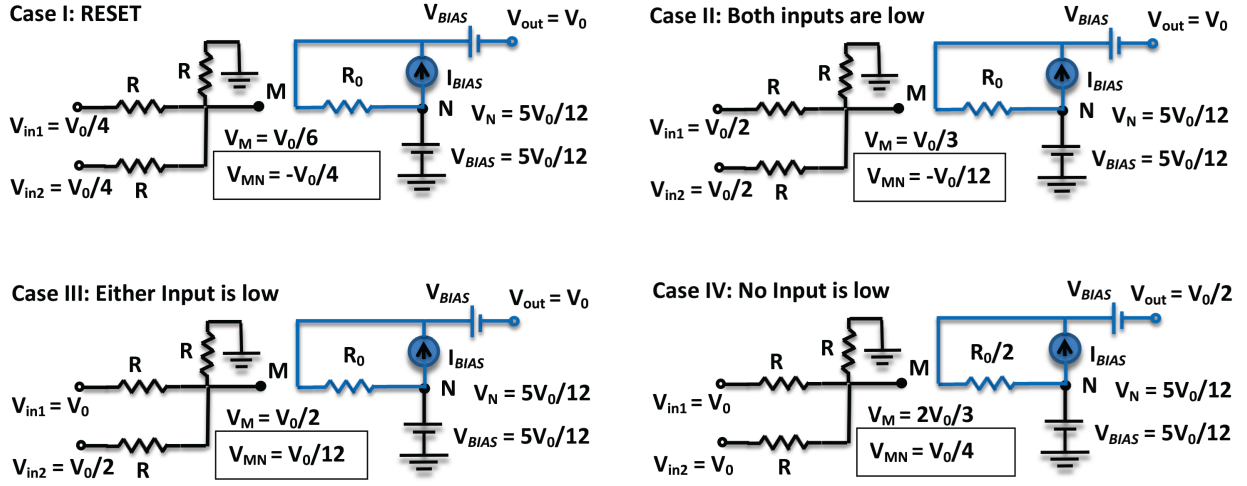 Case I: RESET
V_BIAS
V_out = V_0
R
R
R_0
I_BIAS
M
N
V_in1 = V_0/4
V_N = 5V_0/12
V_M = V_0/6
V_BIAS = 5V_0/12
V_MN = -V_0/4
V_in2 = V_0/4
R
Case II: Both inputs are low
V_BIAS
V_out = V_0
R
R
R_0
I_BIAS
M
N
V_in1 = V_0/2
V_N = 5V_0/12
V_M = V_0/3
V_BIAS = 5V_0/12
V_MN = -V_0/12
V_in2 = V_0/2
R
Case III: Either Input is low
V_BIAS
V_out = V_0
R
R
R_0
I_BIAS
M
N
V_in1 = V_0
V_N = 5V_0/12
V_M = V_0/2
V_BIAS = 5V_0/12
V_MN = V_0/12
V_in2 = V_0/2
R
Case IV: No Input is low
V_BIAS
V_out = V_0/2
R
R
R_0/2
I_BIAS
M
N
V_in1 = V_0
V_N = 5V_0/12
V_M = 2V_0/3
V_BIAS = 5V_0/12
V_MN = V_0/4
V_in2 = V_0
R